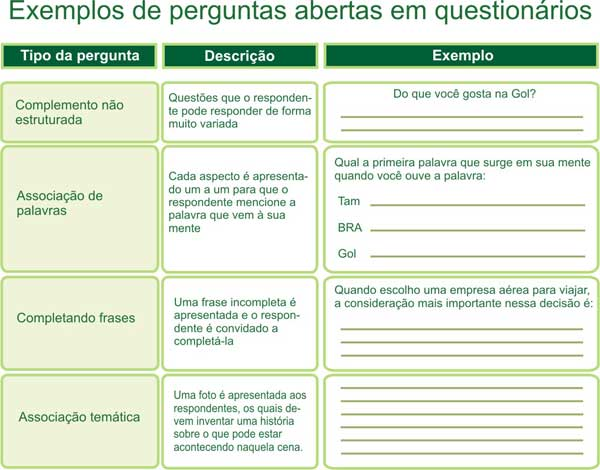 Exemplos de perguntas abertas em questionários
Tipo da pergunta
Descrição
Exemplo
Complemento não
estruturada
Questões que o responden-
te pode responder de forma
muito variada
Do que você gosta na Gol?
Associação de
palavras
Cada aspecto é apresenta-
do um a um para que o
respondente mencione a
palavra que vem à sua
mente
Qual a primeira palavra que surge em sua mente
quando você ouve a palavra:
Tam
BRA
Gol
Completando frases
Uma frase incompleta é
apresentada e o respon-
dente é convidado a
completá-la
Quando escolho uma empresa aérea para viajar,
a consideração mais importante nessa decisão é:
Associação temática
Uma foto é apresentada aos
respondentes, os quais de-
vem inventar uma história
sobre o que pode estar
acontecendo naquela cena.